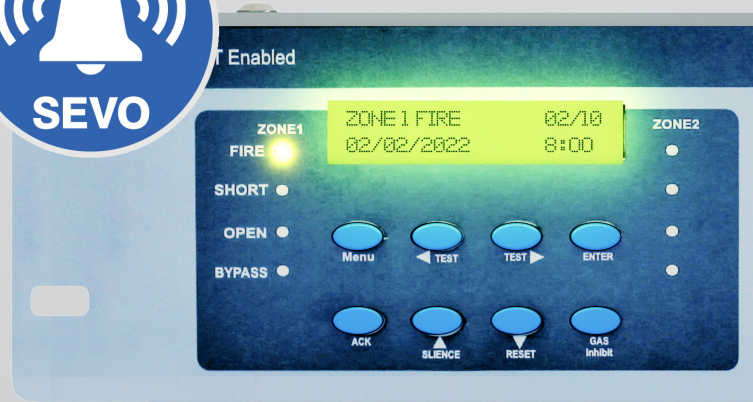 SEVO
T Enabled
ZONE 1 FIRE 02/10
02/02/2022 8:00
ZONE1
FIRE
SHORT
OPEN
BYPASS
ZONE2
Menu
TEST
TEST
ENTER
ACK
SLIENCE
RESET
GAS
Inhibit